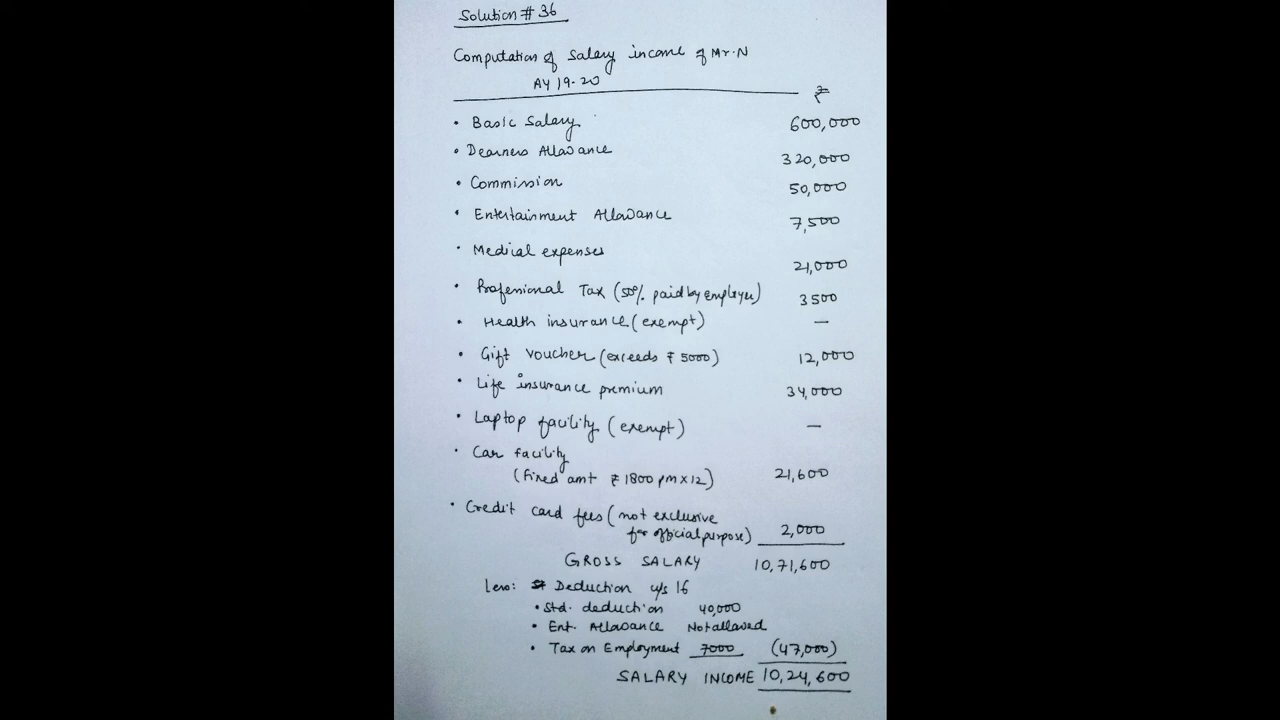 Solution # 36
Computation of Salary income of Mr. N
AY 19-20
₹
• Basic Salary 600,000
• Dearness Allowance 320,000
• Commission 50,000
• Entertainment Allowance 7,500
• Medical expenses 21,000
• Professional Tax (50% paid by employer) 3500
• Health insurance (exempt) —
• Gift Voucher (exceeds ₹ 5000) 12,000
• Life insurance premium 34,000
• Laptop facility (exempt) —
• Car facility
(fixed amt ₹ 1800 pm x 12) 21,600
• Credit card fees (not exclusive
for official purpose) 2,000
GROSS SALARY 10,71,600
Less: Deduction u/s 16
• Std. deduction 40,000
• Ent. Allowance Not allowed
• Tax on Employment 7000 (47,000)
SALARY INCOME 10,24,600